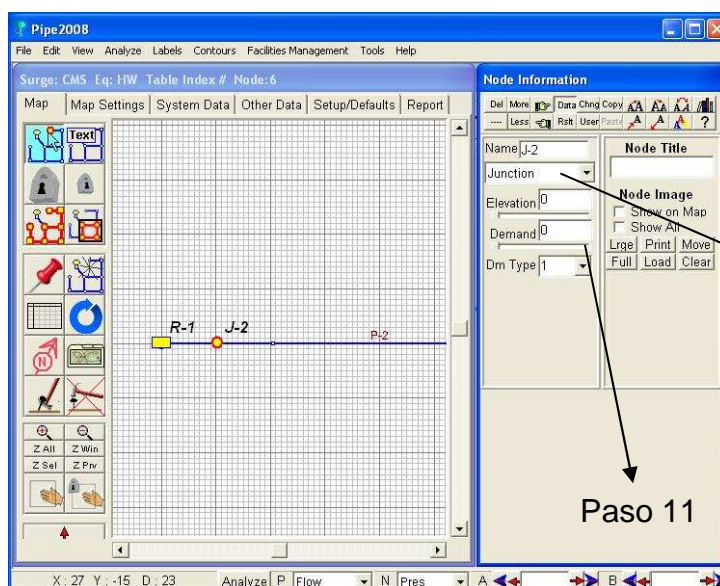 Pipe2008
File Edit View Analyze Labels Contours Facilities Management Tools Help
Surge: CMS Eq: HW Table Index# Node:6
Map Map Settings System Data Other Data Setup/Defaults Report
Text
Z All Z Win
Z Sel Z Prv
R-1 J-2 P-2
Node Information
Del More Data Chng Copy
---- Less Rslt User Paste ?
Name J-2
Junction
Elevation 0
Demand 0
Dm Type 1
Node Title
Node Image
Show on Map
Show All
Lrge Print Move
Full Load Clear
Paso 11
X : 27 Y : -15 D : 23 Analyze P Flow N Pres A B